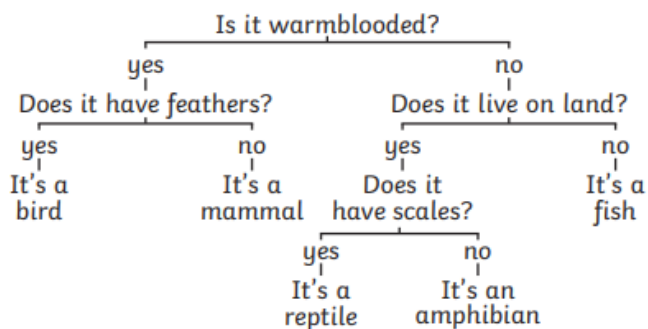 Is it warmblooded?
yes
no
Does it have feathers?
Does it live on land?
yes
no
yes
no
It's a
bird
It's a
mammal
Does it
have scales?
It's a
fish
yes
no
It's a
reptile
It's an
amphibian